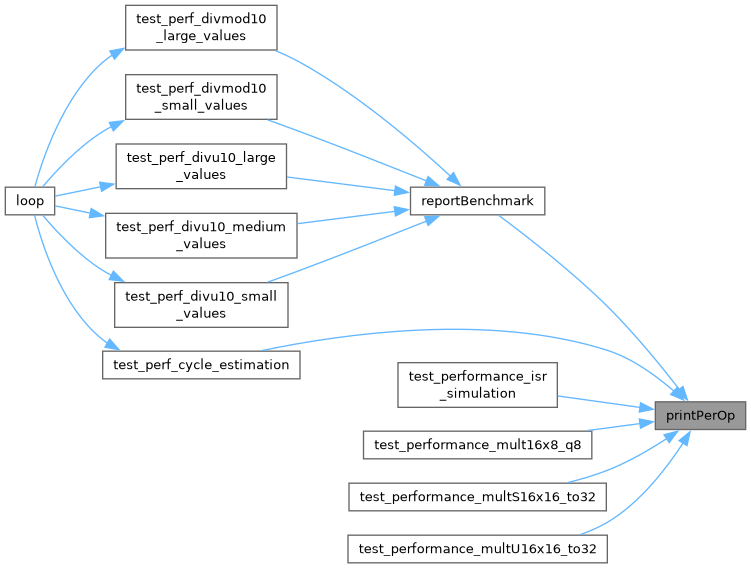 test_perf_divmod10
_large_values
test_perf_divmod10
_small_values
test_perf_divu10_large
_values
loop
reportBenchmark
test_perf_divu10_medium
_values
test_perf_divu10_small
_values
test_perf_cycle_estimation
test_performance_isr
_simulation
printPerOp
test_performance_mult16x8_q8
test_performance_multS16x16_to32
test_performance_multU16x16_to32